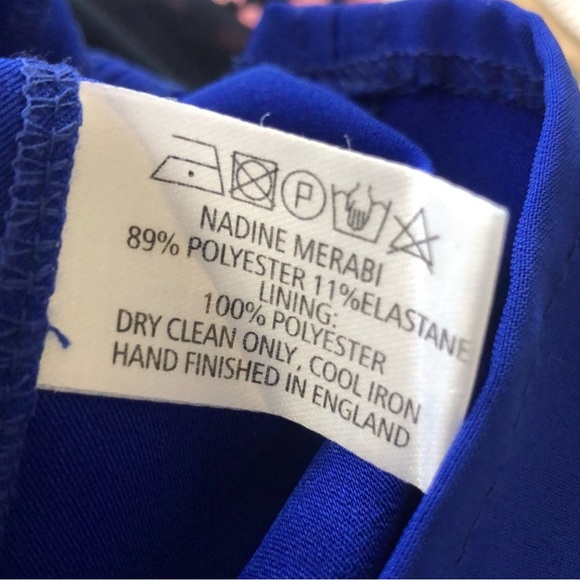 P
NADINE MERABI
89% POLYESTER 11%ELASTANE
LINING:
100% POLYESTER
DRY CLEAN ONLY, COOL IRON
HAND FINISHED IN ENGLAND